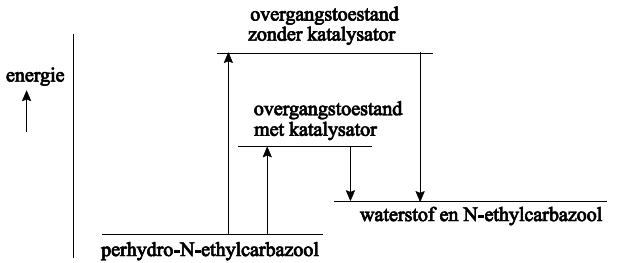 overgangstoestand
zonder katalysator
energie
overgangstoestand
met katalysator
waterstof en N-ethylcarbazool
perhydro-N-ethylcarbazool